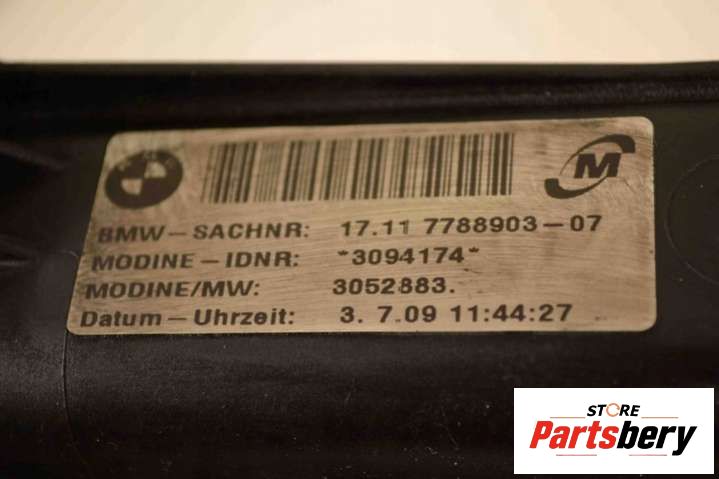 BMW-SACHNR: 17.11 7788903-07
MODINE-IDNR: *3094174*
MODINE/MW: 3052883.
Datum-Uhrzeit: 3. 7.09 11:44:27
M
STORE
Partsbery